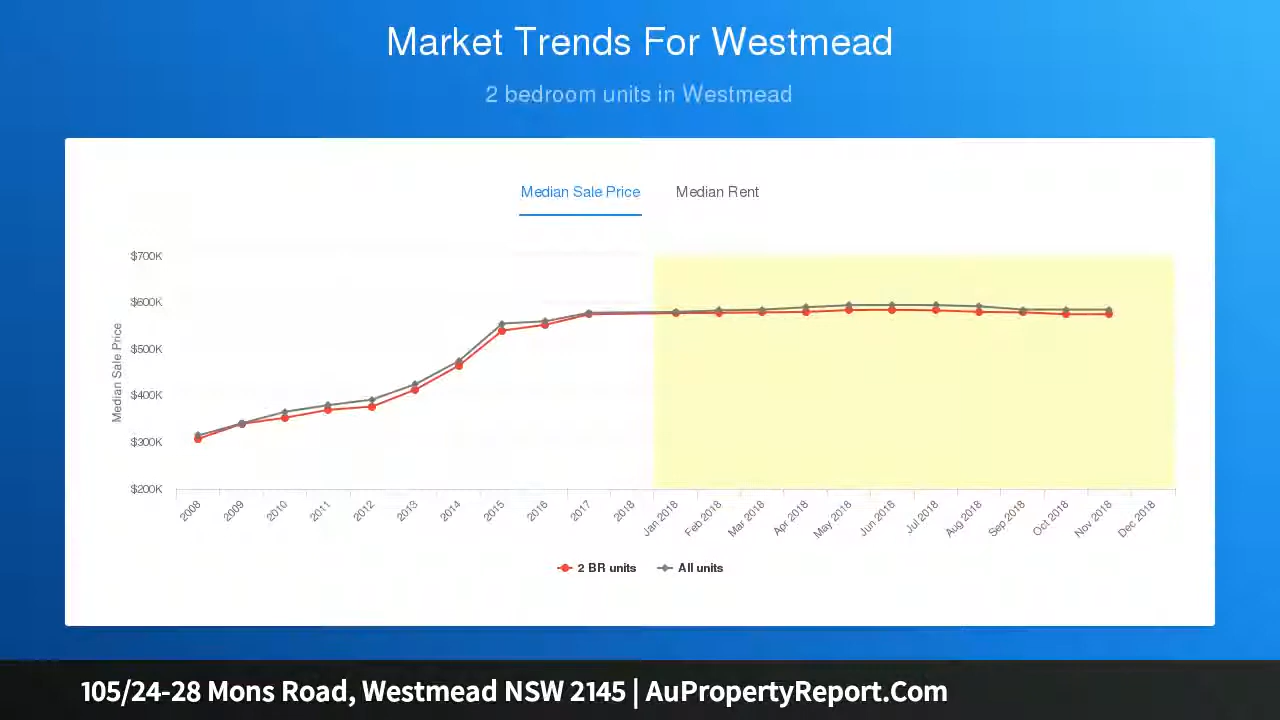 Market Trends For Westmead
2 bedroom units in Westmead
Median Sale Price Median Rent
$700K
$600K
$500K
$400K
$300K
$200K
Median Sale Price
2008 2009 2010 2011 2012 2013 2014 2015 2016 2017 2018 Jan 2018 Feb 2018 Mar 2018 Apr 2018 May 2018 Jun 2018 Jul 2018 Aug 2018 Sep 2018 Oct 2018 Nov 2018 Dec 2018
2 BR units All units
105/24-28 Mons Road, Westmead NSW 2145 | AuPropertyReport.Com